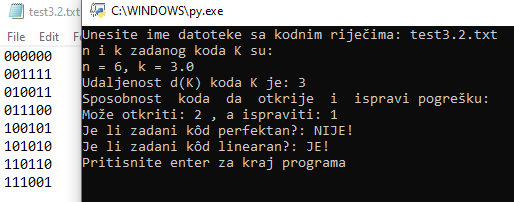 test3.2.txt
File Edit
000000
001111
010011
011100
100101
101010
110110
111001
C:\WINDOWS\py.exe
Unesite ime datoteke sa kodnim riječima: test3.2.txt
n i k zadanog koda K su:
n = 6, k = 3.0
Udaljenost d(K) koda K je: 3
Sposobnost koda da otkrije i ispravi pogrešku:
Može otkriti: 2 , a ispraviti: 1
Je li zadani kôd perfektan?: NIJE!
Je li zadani kôd linearan?: JE!
Pritisnite enter za kraj programa